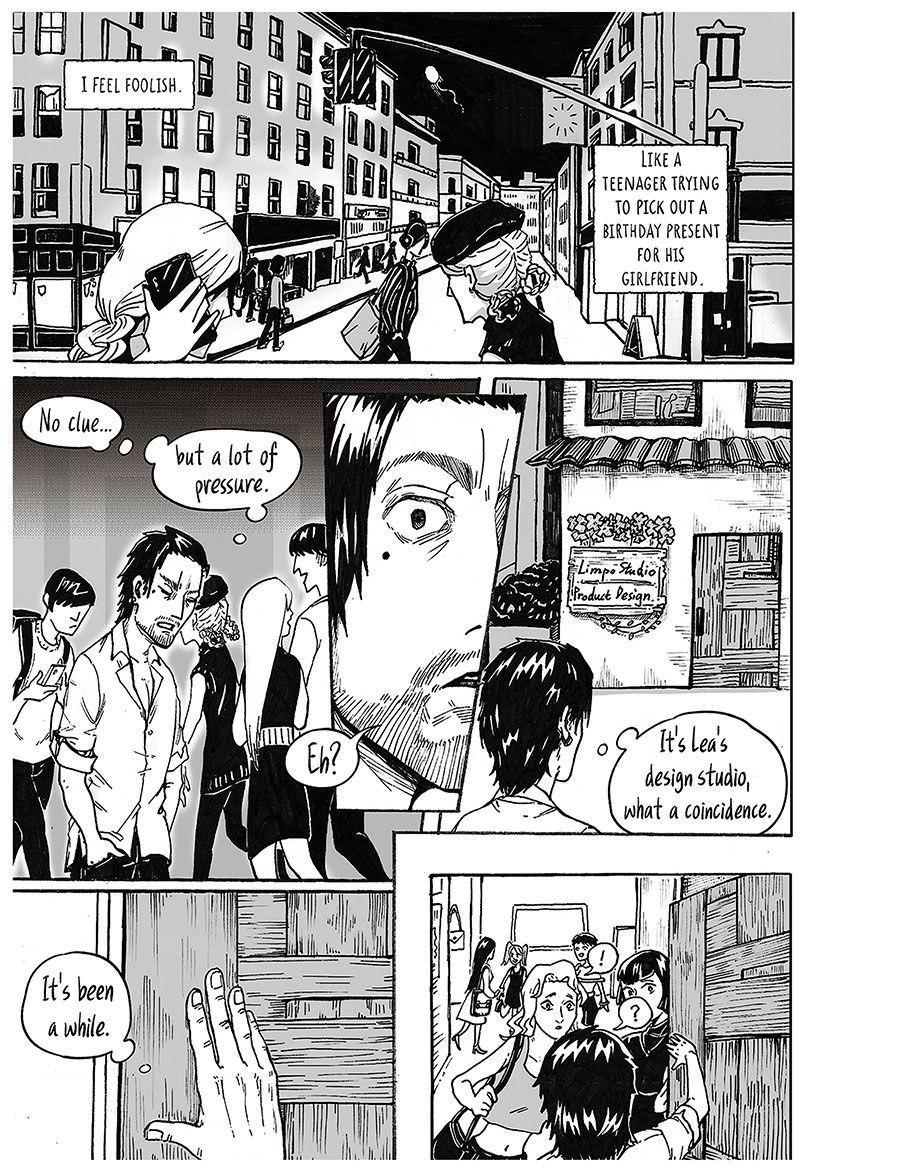 I FEEL FOOLISH.
LIKE A
TEENAGER TRYING
TO PICK OUT A
BIRTHDAY PRESENT
FOR HIS
GIRLFRIEND.
No clue...
but a lot of
pressure.
Eh?
Limpo Studio
Product Design.
It's Lea's
design studio,
what a coincidence.
It's been
a while.
!
?